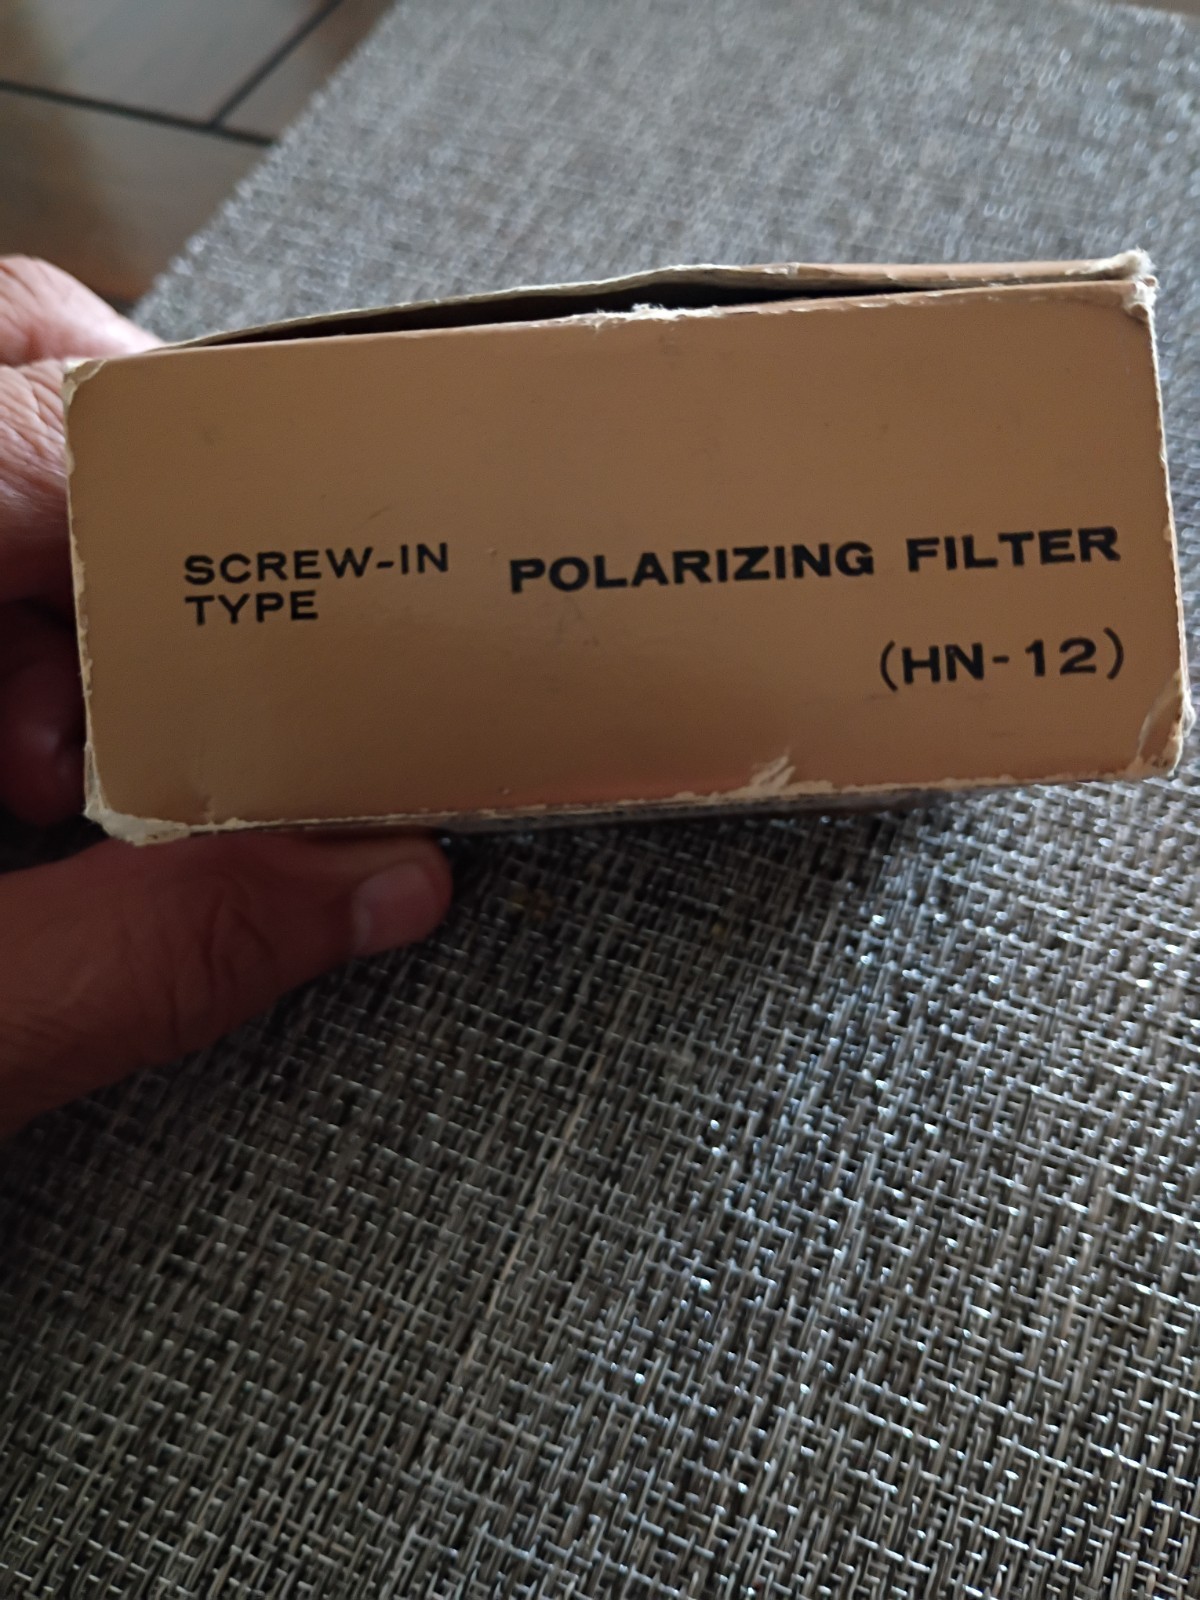 SCREW-IN
TYPE
POLARIZING FILTER
(HN-12)